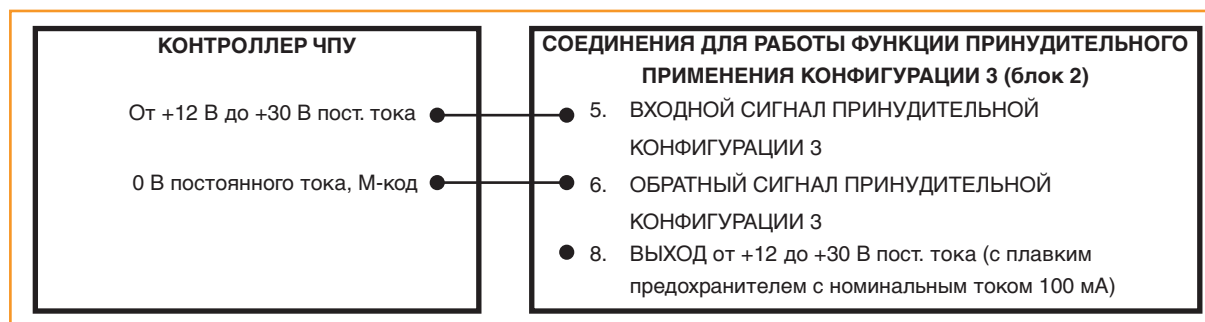 КОНТРОЛЛЕР ЧПУ
От +12 В до +30 В пост. тока
0 В постоянного тока, М-код
СОЕДИНЕНИЯ ДЛЯ РАБОТЫ ФУНКЦИИ ПРИНУДИТЕЛЬНОГО
ПРИМЕНЕНИЯ КОНФИГУРАЦИИ 3 (блок 2)
5. ВХОДНОЙ СИГНАЛ ПРИНУДИТЕЛЬНОЙ
КОНФИГУРАЦИИ 3
6. ОБРАТНЫЙ СИГНАЛ ПРИНУДИТЕЛЬНОЙ
КОНФИГУРАЦИИ 3
8. ВЫХОД от +12 до +30 В пост. тока (с плавким
предохранителем с номинальным током 100 мА)